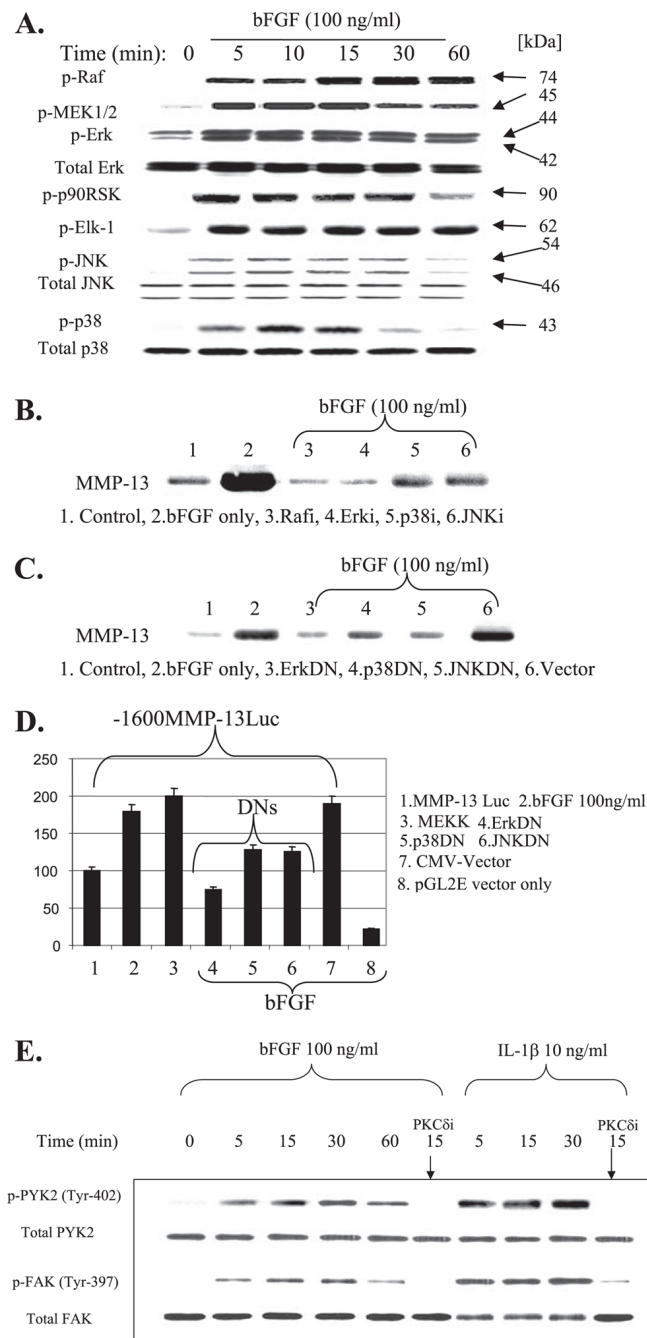 A.
bFGF (100 ng/ml)
Time (min): 0 5 10 15 30 60 [kDa]
p-Raf 74
p-MEK1/2 45
p-Erk 44
42
Total Erk
p-p90RSK 90
p-Elk-1 62
p-JNK 54
Total JNK 46
p-p38 43
Total p38
B.
bFGF (100 ng/ml)
1 2 3 4 5 6
MMP-13
1. Control, 2.bFGF only, 3.Rafi, 4.Erki, 5.p38i, 6.JNKi
C.
bFGF (100 ng/ml)
1 2 3 4 5 6
MMP-13
1. Control, 2.bFGF only, 3.ErkDN, 4.p38DN, 5.JNKDN, 6.Vector
D.
-1600MMP-13Luc
250
200
150
100
50
0
DNs
1 2 3 4 5 6 7 8
bFGF
1.MMP-13 Luc 2.bFGF 100ng/ml
3. MEKK 4.ErkDN
5.p38DN 6.JNKDN
7. CMV-Vector
8. pGL2E vector only
E.
bFGF 100 ng/ml IL-1β 10 ng/ml
PKCδi PKCδi
Time (min) 0 5 15 30 60 15 5 15 30 15
p-PYK2 (Tyr-402)
Total PYK2
p-FAK (Tyr-397)
Total FAK